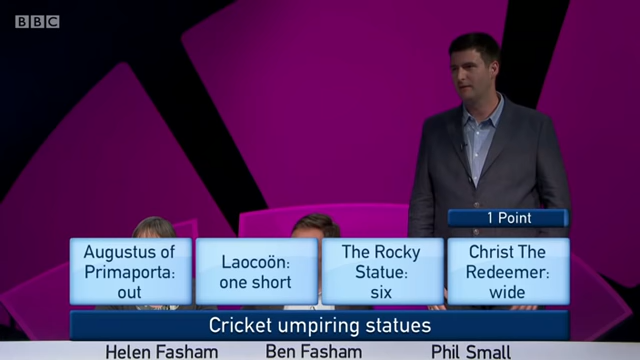 BBC
1 Point
Augustus of
Primaporta:
out
Laocoön:
one short
The Rocky
Statue:
six
Christ The
Redeemer:
wide
Cricket umpiring statues
Helen Fasham Ben Fasham Phil Small